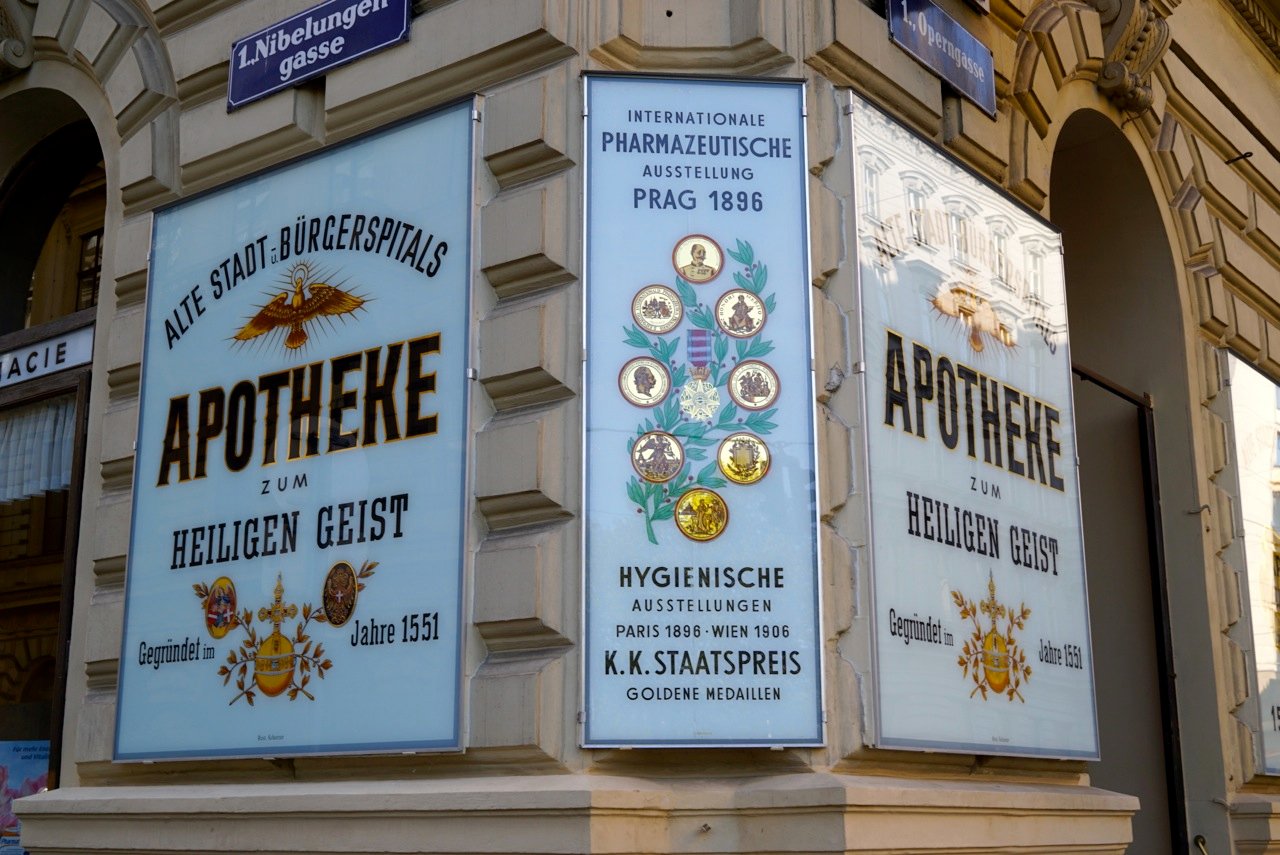 1., Nibelungen
gasse
1., Operngasse
MACIE
ALTE STADT u. BÜRGERSPITALS
APOTHEKE
ZUM
HEILIGEN GEIST
Gegründet im Jahre 1551
INTERNATIONALE
PHARMAZEUTISCHE
AUSSTELLUNG
PRAG 1896
HYGIENISCHE
AUSSTELLUNGEN
PARIS 1896 · WIEN 1906
K.K. STAATSPREIS
GOLDENE MEDAILLEN
APOTHEKE
ZUM
HEILIGEN GEIST
Gegründet im Jahre 1551